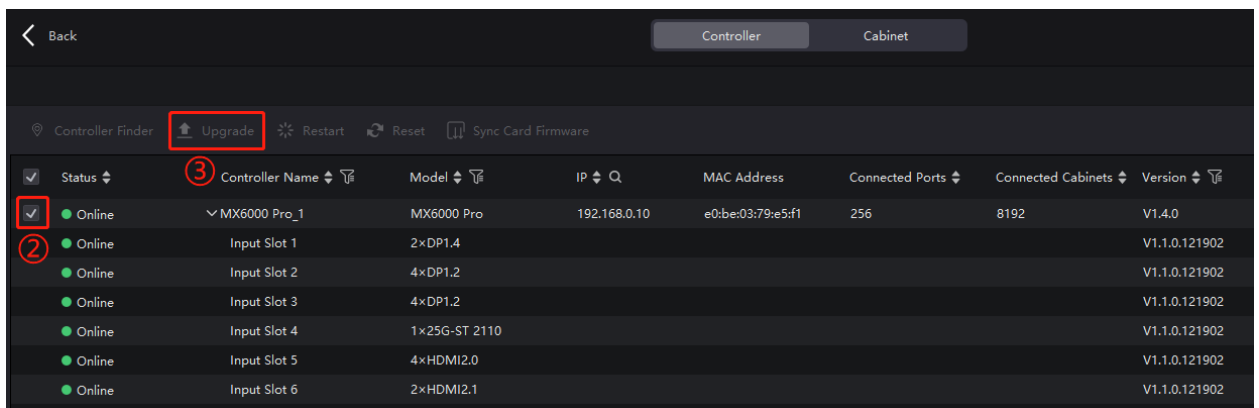 Back Controller Cabinet
Controller Finder Upgrade Restart Reset Sync Card Firmware
③
Status Controller Name Model IP MAC Address Connected Ports Connected Cabinets Version
Online MX6000 Pro_1 MX6000 Pro 192.168.0.10 e0:be:03:79:e5:f1 256 8192 V1.4.0
②
Online Input Slot 1 2×DP1.4 V1.1.0.121902
Online Input Slot 2 4×DP1.2 V1.1.0.121902
Online Input Slot 3 4×DP1.2 V1.1.0.121902
Online Input Slot 4 1×25G-ST 2110 V1.1.0.121902
Online Input Slot 5 4×HDMI2.0 V1.1.0.121902
Online Input Slot 6 2×HDMI2.1 V1.1.0.121902